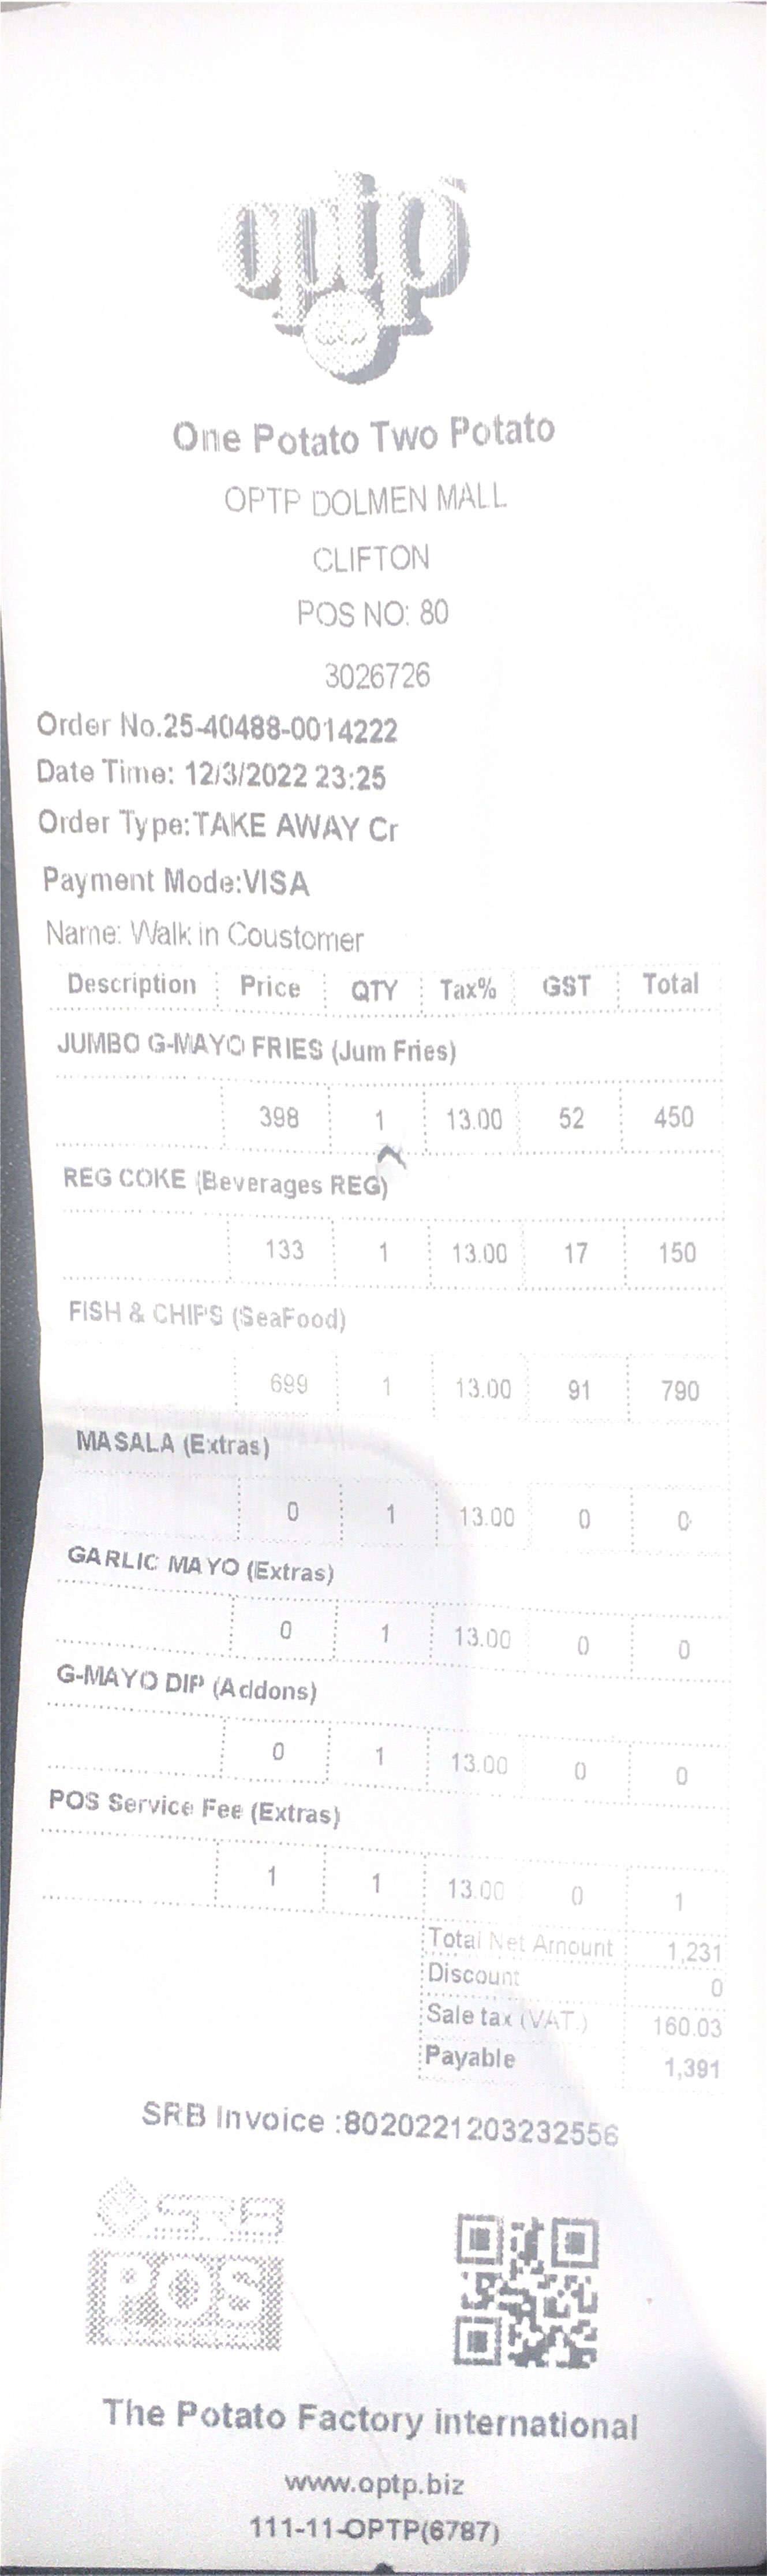 optp
One Potato Two Potato
OPTP DOLMEN MALL
CLIFTON
POS NO: 80
3026726
Order No.25-40488-0014222
Date Time: 12/3/2022 23:25
Order Type:TAKE AWAY Cr
Payment Mode:VISA
Name: Walk in Coustomer
Description Price QTY Tax% GST Total
JUMBO G-MAYO FRIES (Jum Fries)
398 1 13.00 52 450
REG COKE (Beverages REG)
133 1 13.00 17 150
FISH & CHIPS (SeaFood)
699 1 13.00 91 790
MASALA (Extras)
0 1 13.00 0 0
GARLIC MAYO (Extras)
0 1 13.00 0 0
G-MAYO DIP (Addons)
0 1 13.00 0 0
POS Service Fee (Extras)
1 1 13.00 0 1
Total Net Amount 1,231
Discount 0
Sale tax (VAT.) 160.03
Payable 1,391
SRB Invoice :8020221203232556
SRB
POS
The Potato Factory international
www.optp.biz
111-11-OPTP(6787)